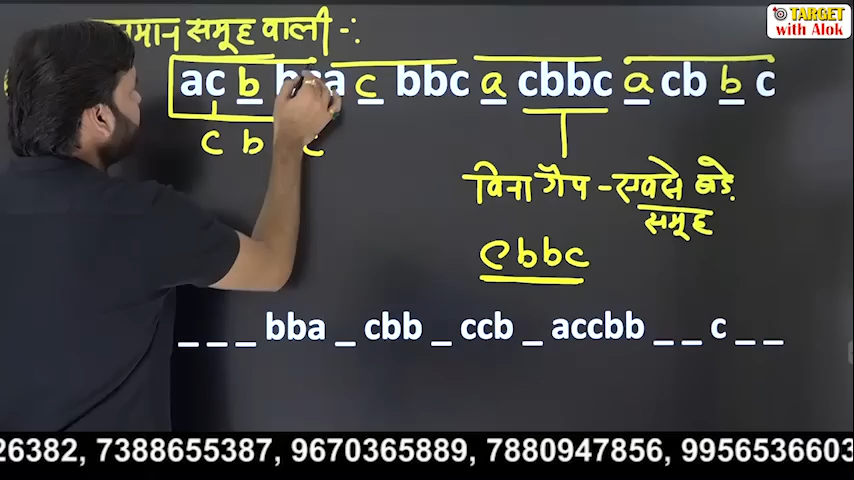 TARGET
with Alok
समान समूह वाली -:
ac b bca c bbc a cbbc a cb b c
c b c
बिना गैप - सबसे बड़े
समूह
cbbc
_ _ _ bba _ cbb _ ccb _ accbb _ _ c _ _
26382, 7388655387, 9670365889, 7880947856, 9956536603